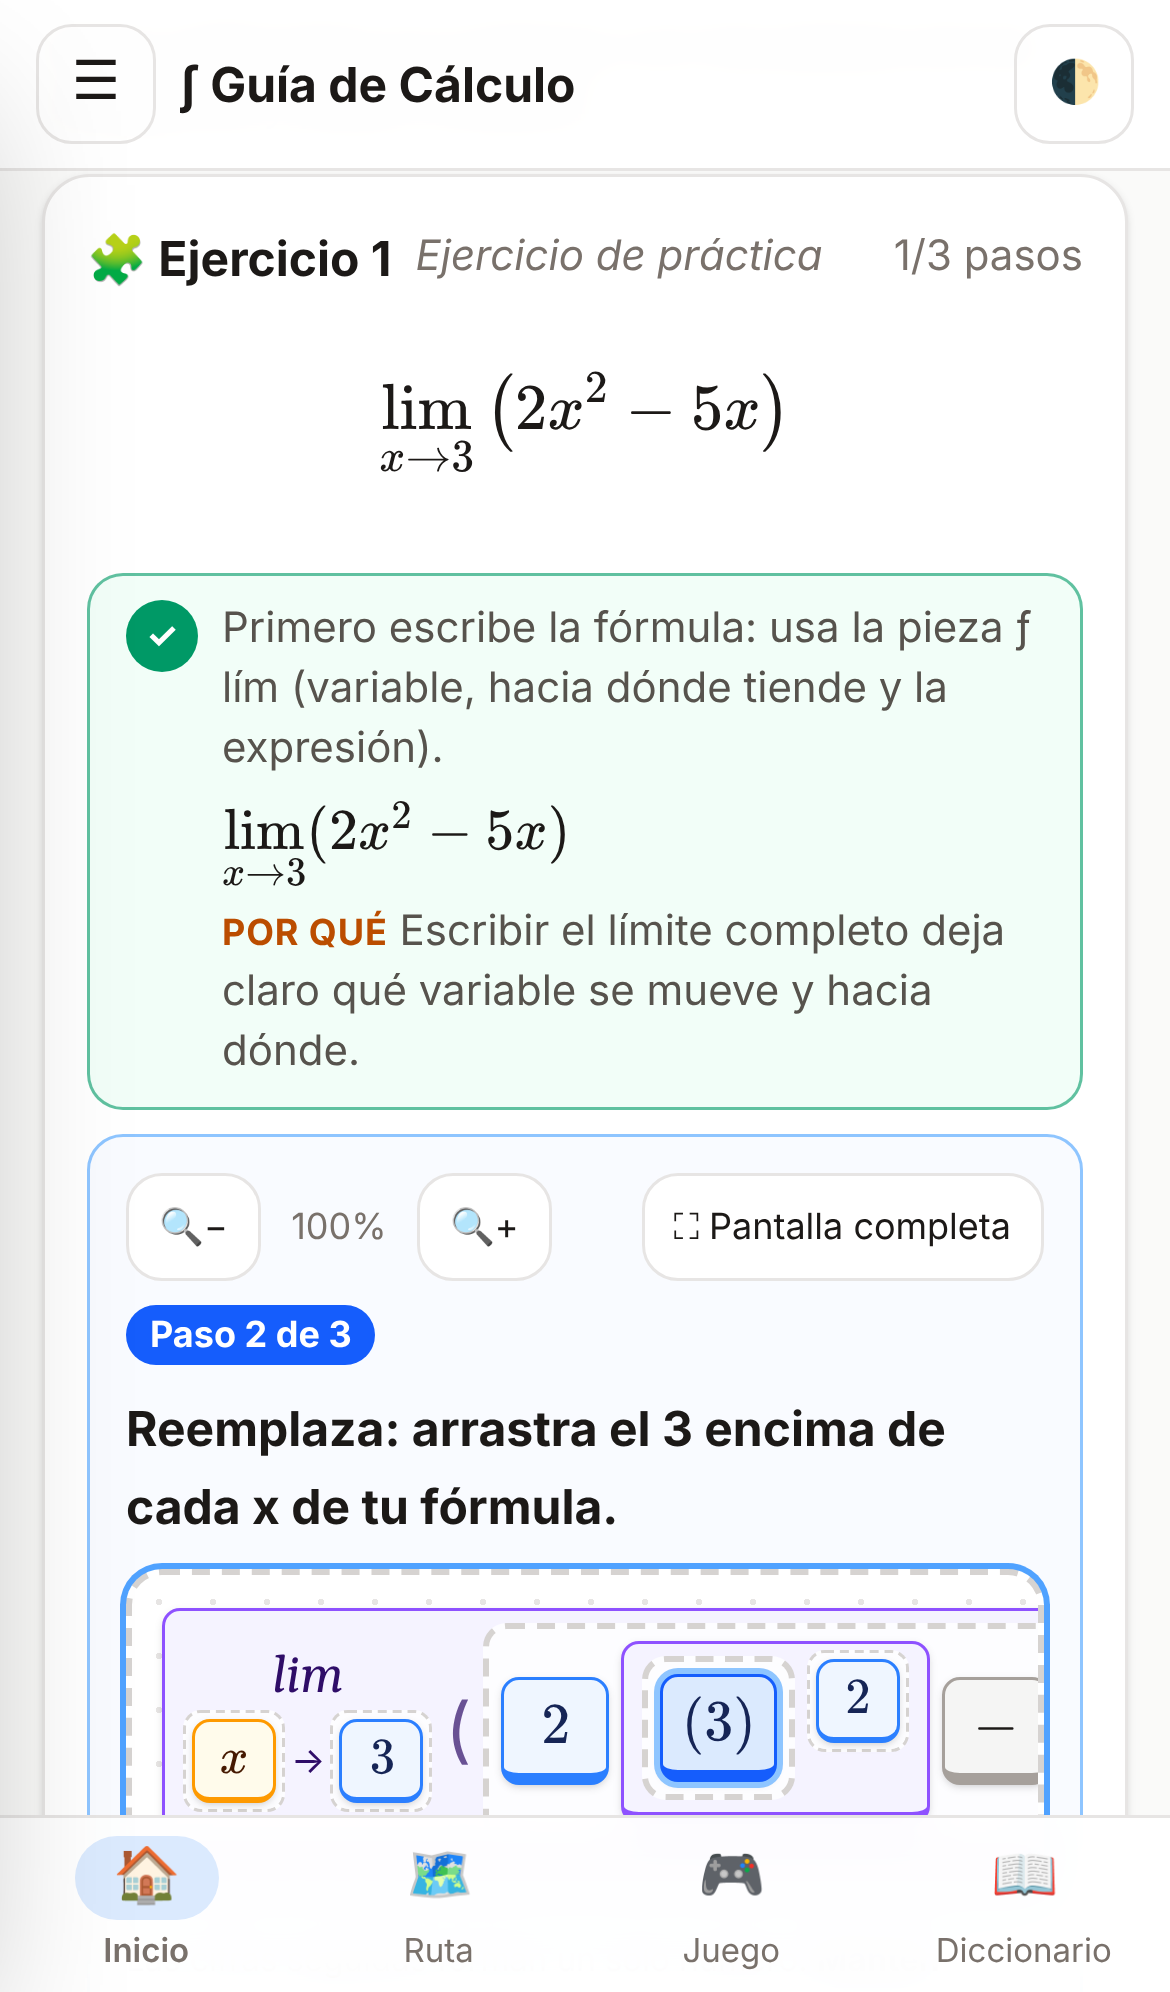 ☰ ∫ Guía de Cálculo
Ejercicio 1 Ejercicio de práctica 1/3 pasos
lim (2x² − 5x)
x→3
Primero escribe la fórmula: usa la pieza ƒ
lím (variable, hacia dónde tiende y la
expresión).
lim(2x² − 5x)
x→3
POR QUÉ Escribir el límite completo deja
claro qué variable se mueve y hacia
dónde.
− 100% + Pantalla completa
Paso 2 de 3
Reemplaza: arrastra el 3 encima de
cada x de tu fórmula.
lim
x → 3 ( 2 (3) 2 −
Inicio Ruta Juego Diccionario